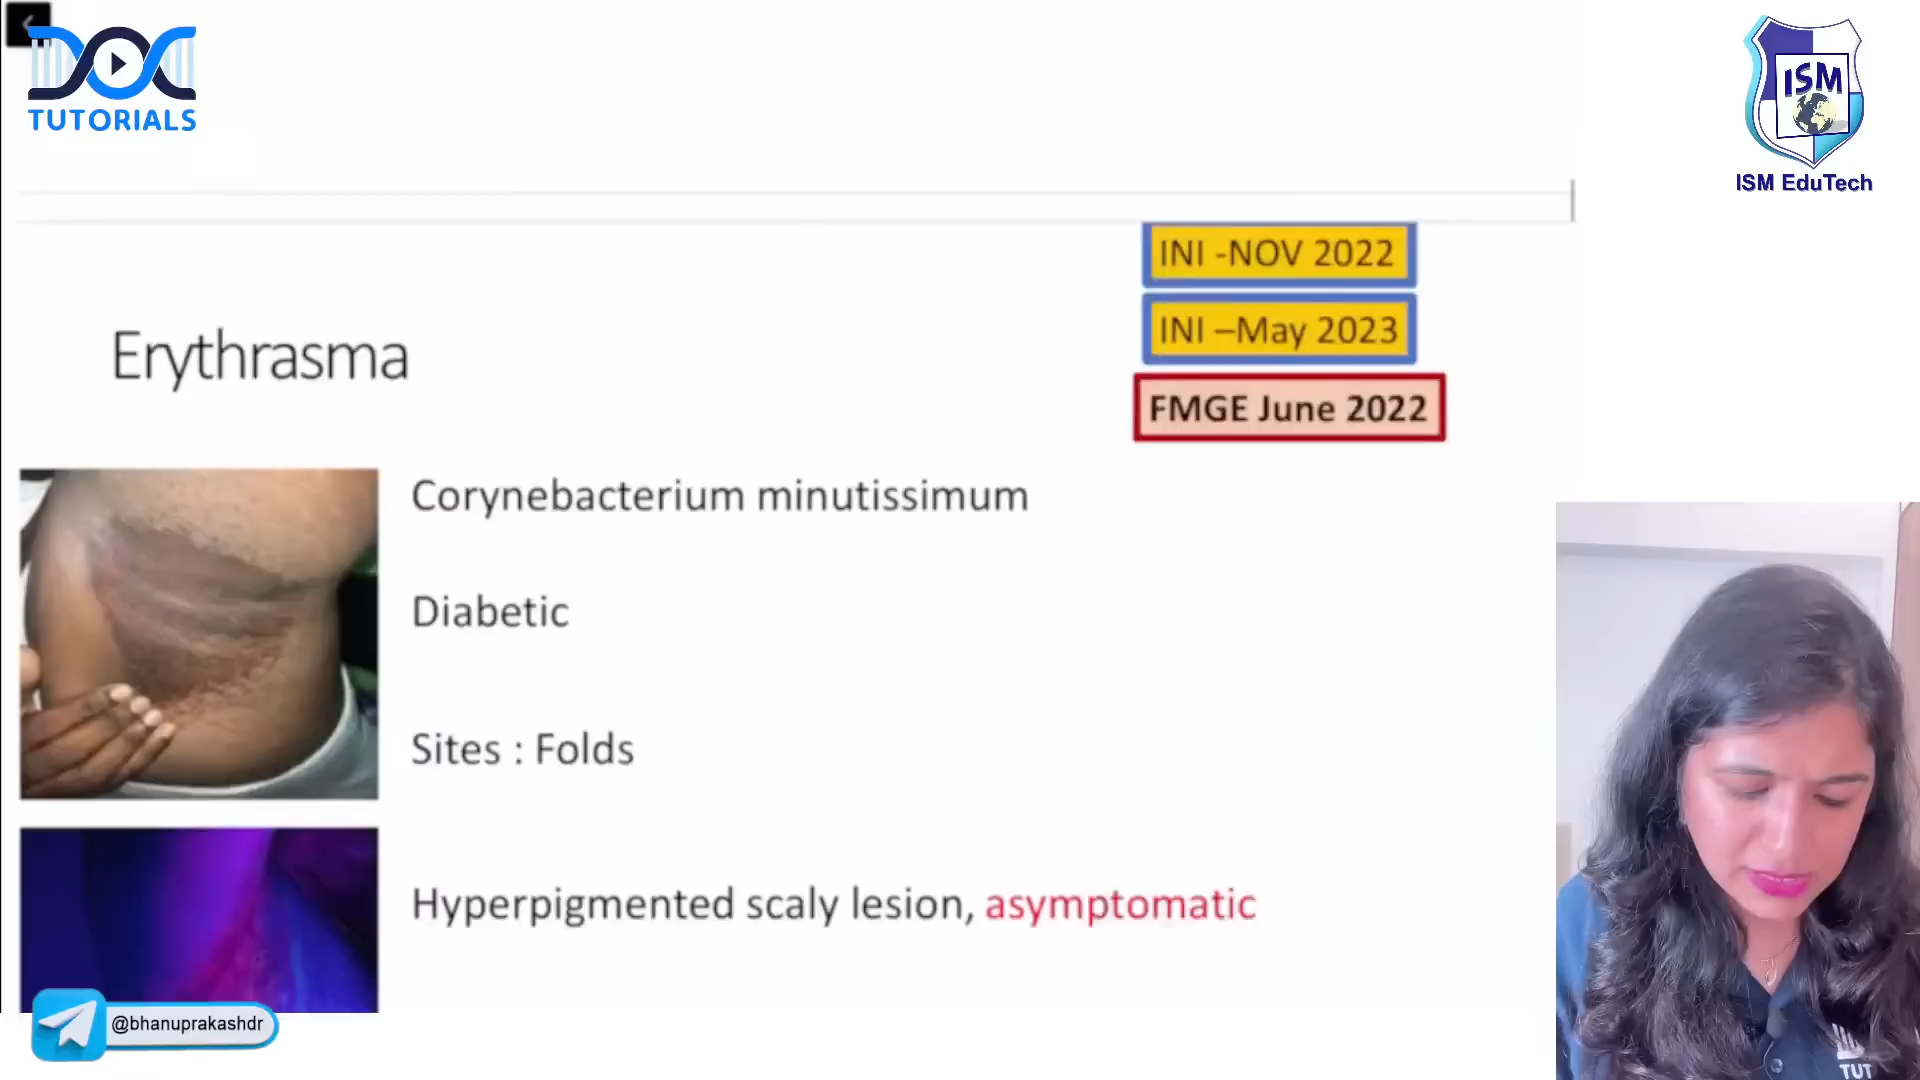 TUTORIALS
ISM
ISM EduTech
INI -NOV 2022
INI –May 2023
FMGE June 2022
Erythrasma
Corynebacterium minutissimum
Diabetic
Sites : Folds
Hyperpigmented scaly lesion, asymptomatic
@bhanuprakashdr
TUT